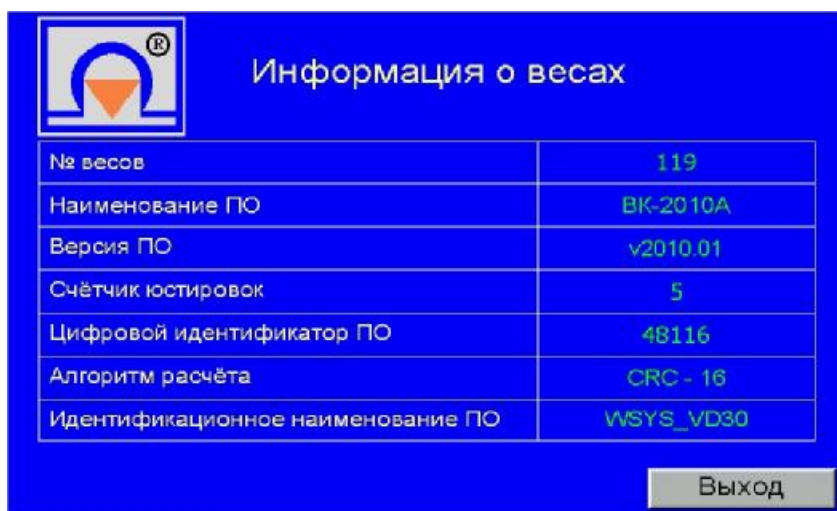 ®
Информация о весах
№ весов 119
Наименование ПО ВК-2010А
Версия ПО v2010.01
Счётчик юстировок 5
Цифровой идентификатор ПО 48116
Алгоритм расчёта CRC - 16
Идентификационное наименование ПО WSYS_VD30
Выход